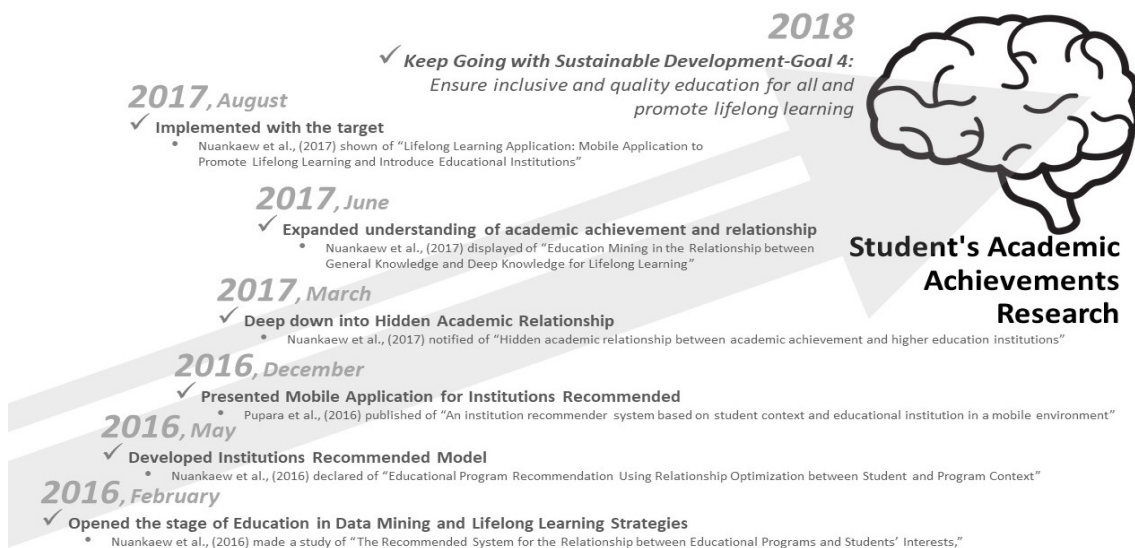 2018
✓ Keep Going with Sustainable Development-Goal 4:
Ensure inclusive and quality education for all and
promote lifelong learning
2017, August
✓ Implemented with the target
• Nuankaew et al., (2017) shown of “Lifelong Learning Application: Mobile Application to
Promote Lifelong Learning and Introduce Educational Institutions”
2017, June
✓ Expanded understanding of academic achievement and relationship
• Nuankaew et al., (2017) displayed of “Education Mining in the Relationship between
General Knowledge and Deep Knowledge for Lifelong Learning”
Student's Academic
Achievements
Research
2017, March
✓ Deep down into Hidden Academic Relationship
• Nuankaew et al., (2017) notified of “Hidden academic relationship between academic achievement and higher education institutions”
2016, December
✓ Presented Mobile Application for Institutions Recommended
• Pupara et al., (2016) published of “An institution recommender system based on student context and educational institution in a mobile environment”
2016, May
✓ Developed Institutions Recommended Model
• Nuankaew et al., (2016) declared of “Educational Program Recommendation Using Relationship Optimization between Student and Program Context”
2016, February
✓ Opened the stage of Education in Data Mining and Lifelong Learning Strategies
• Nuankaew et al., (2016) made a study of “The Recommended System for the Relationship between Educational Programs and Students’ Interests,”